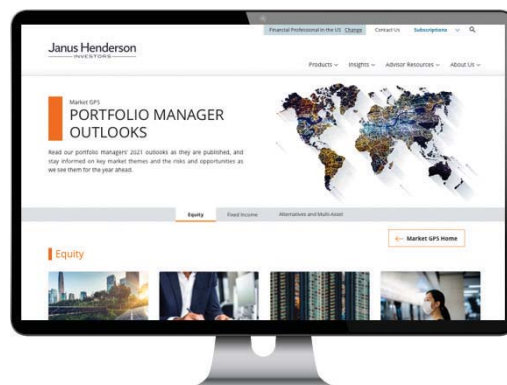 Financial Professional in the US Change Contact Us Subscriptions
Janus Henderson
INVESTORS
Products Insights Advisor Resources About Us
Market GPS
PORTFOLIO MANAGER
OUTLOOKS
Read our portfolio managers' 2021 outlooks as they are published, and
stay informed on key market themes and the risks and opportunities as
we see them for the year ahead.
Equity Fixed Income Alternatives and Multi-Asset
← Market GPS Home
Equity